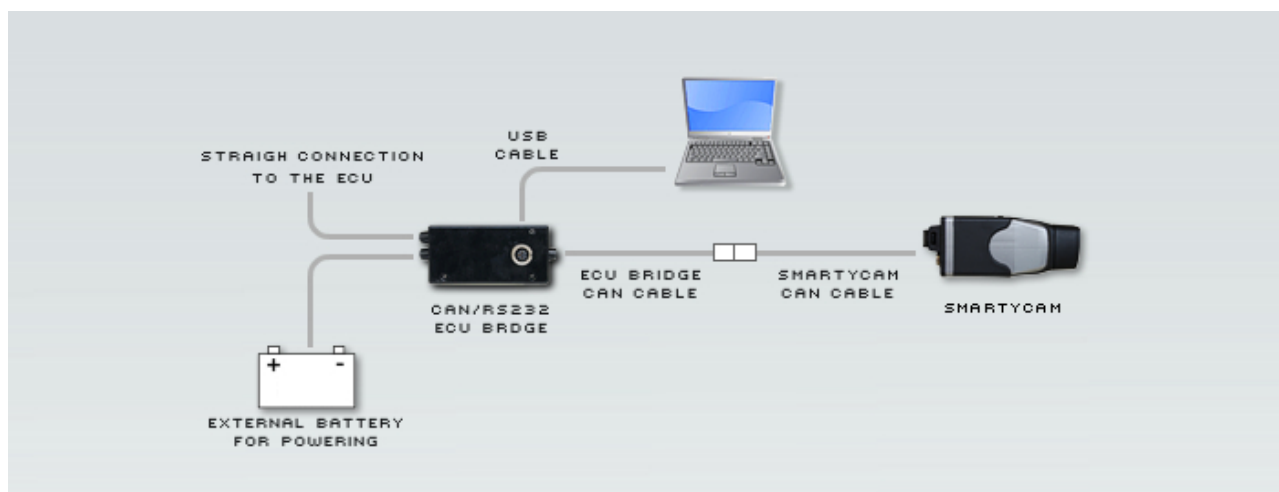 USB
CABLE
STRAIGH CONNECTION
TO THE ECU
ECU BRIDGE
CAN CABLE
SMARTYCAM
CAN CABLE
SMARTYCAM
CAN/RS232
ECU BRDGE
+ -
EXTERNAL BATTERY
FOR POWERING